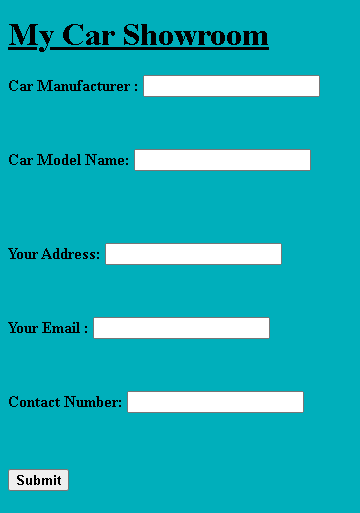 My Car Showroom
Car Manufacturer :
Car Model Name:
Your Address:
Your Email :
Contact Number:
Submit